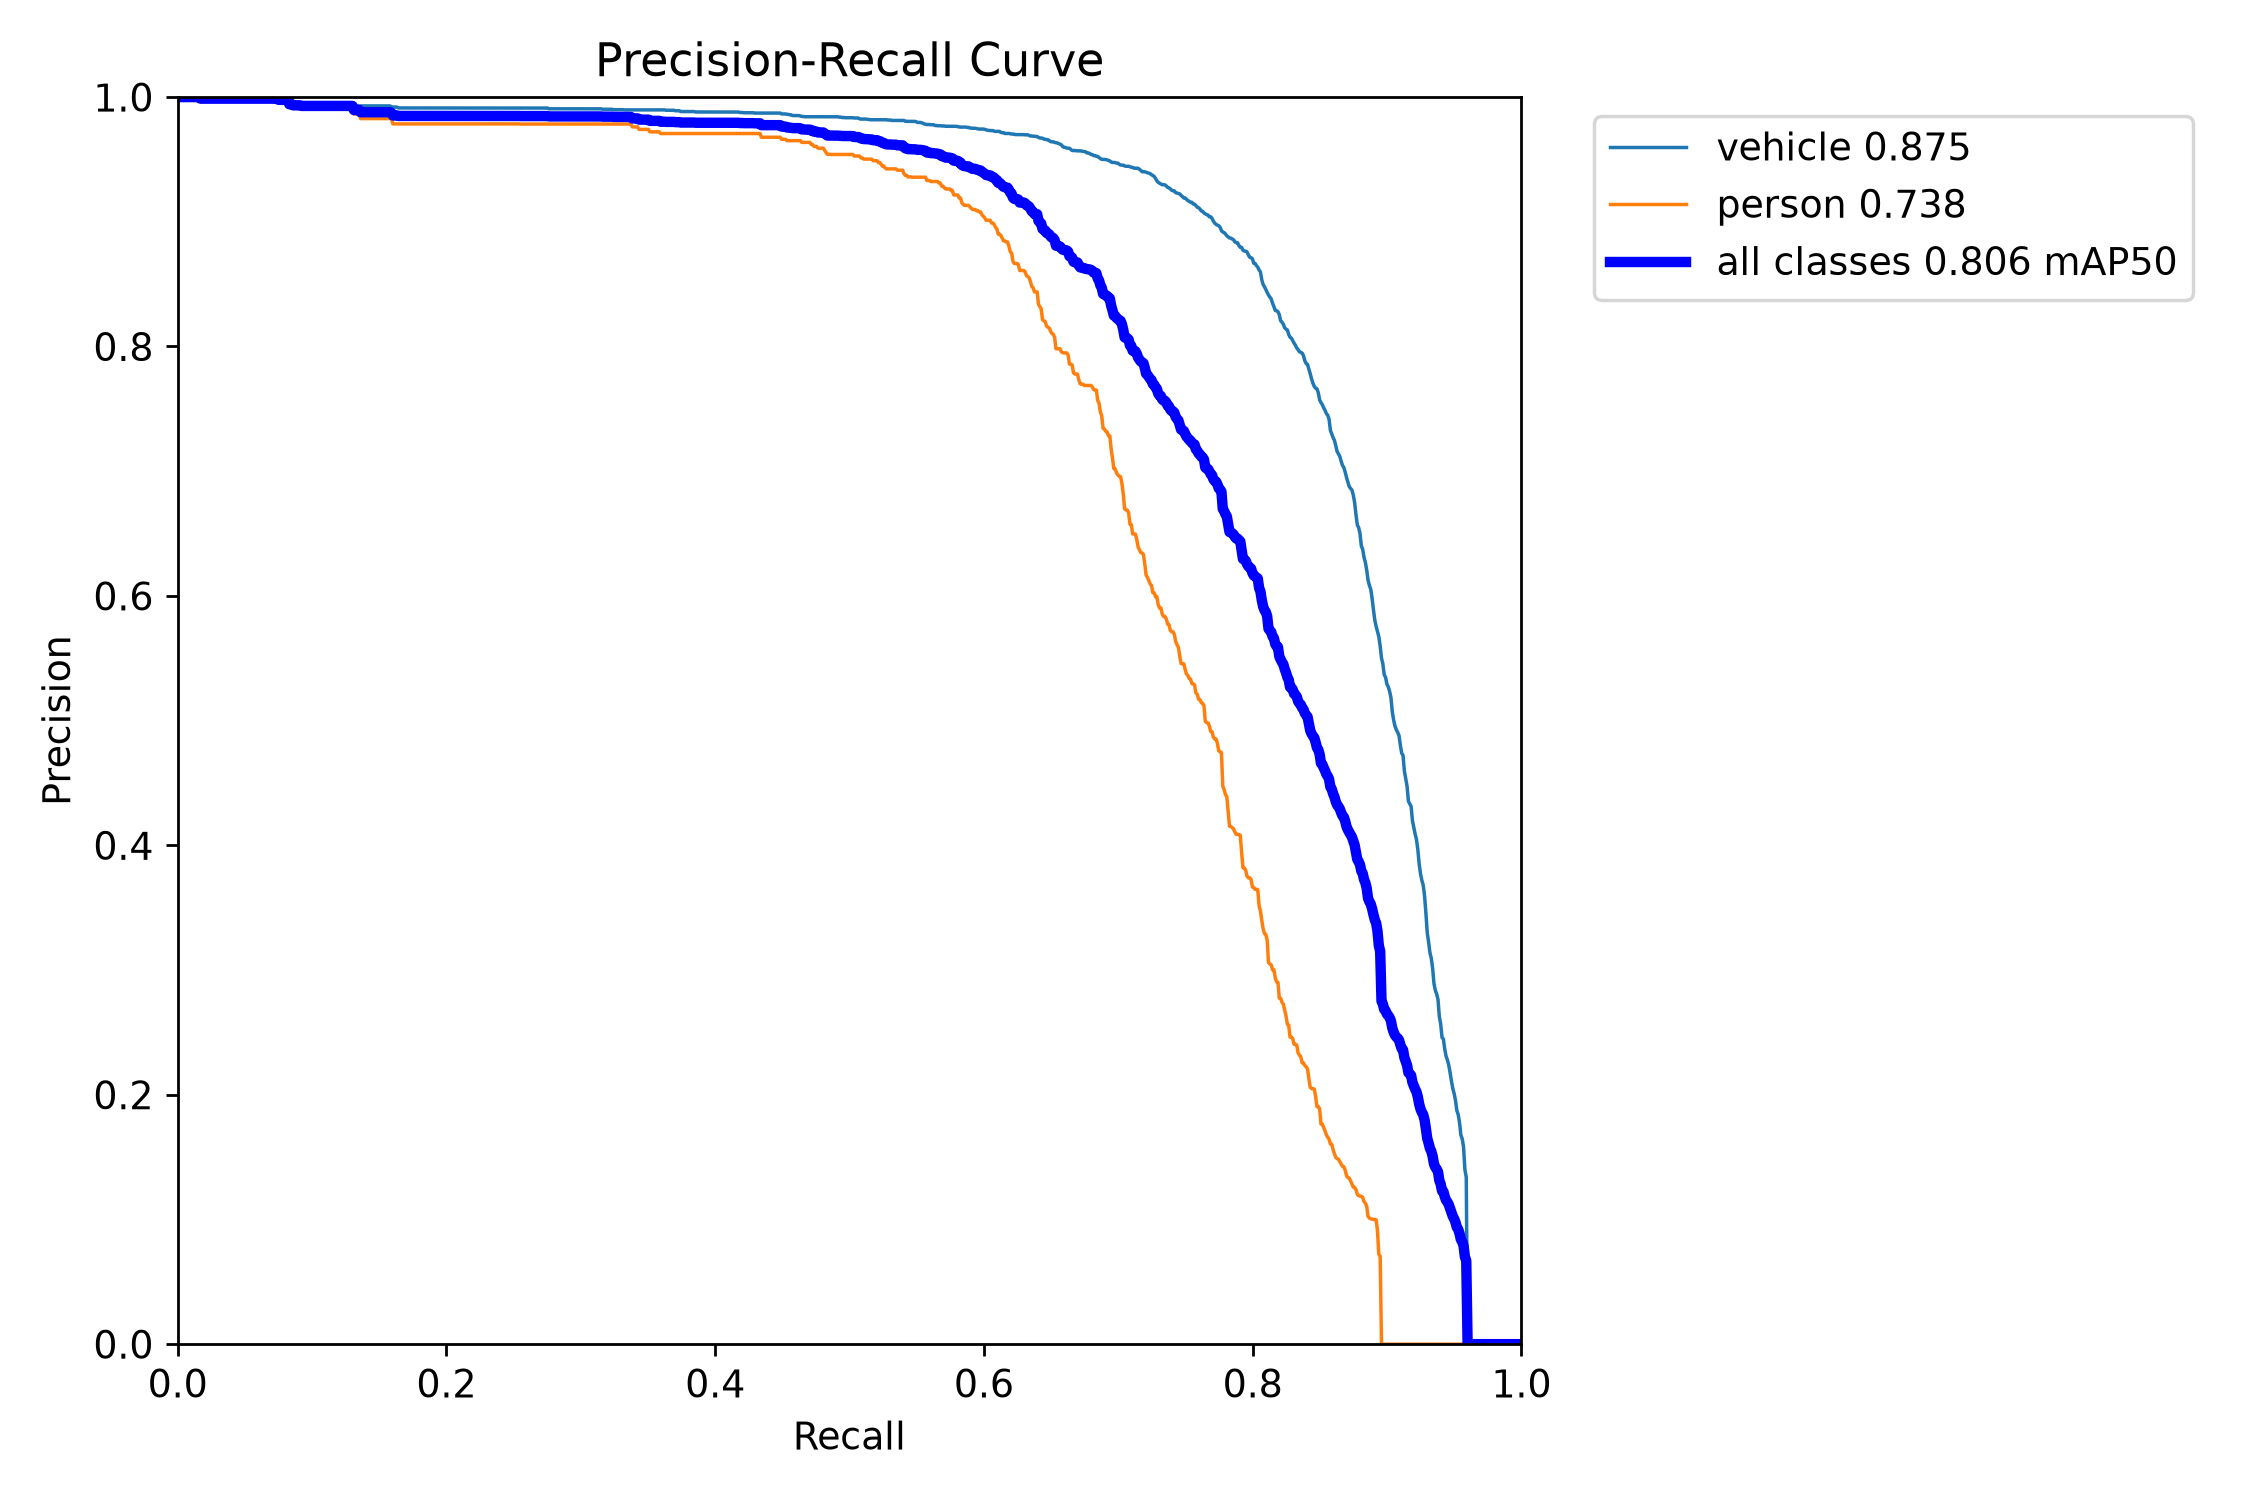 Precision-Recall Curve
1.0
0.8
0.6
0.4
0.2
0.0
Precision
0.0 0.2 0.4 0.6 0.8 1.0
Recall
vehicle 0.875
person 0.738
all classes 0.806 mAP50